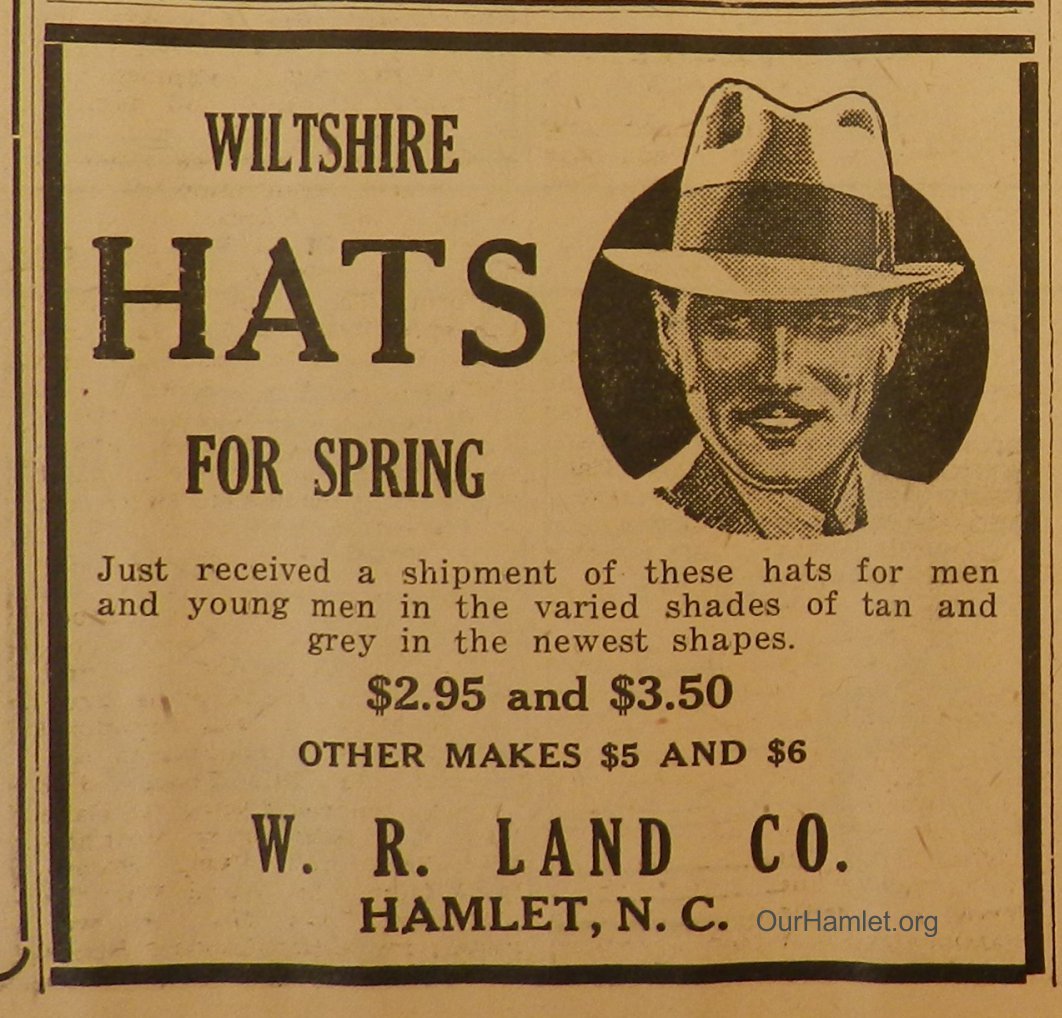 WILTSHIRE
HATS
FOR SPRING
Just received a shipment of these hats for men
and young men in the varied shades of tan and
grey in the newest shapes.
$2.95 and $3.50
OTHER MAKES $5 AND $6
W. R. LAND CO.
HAMLET, N. C.
OurHamlet.org